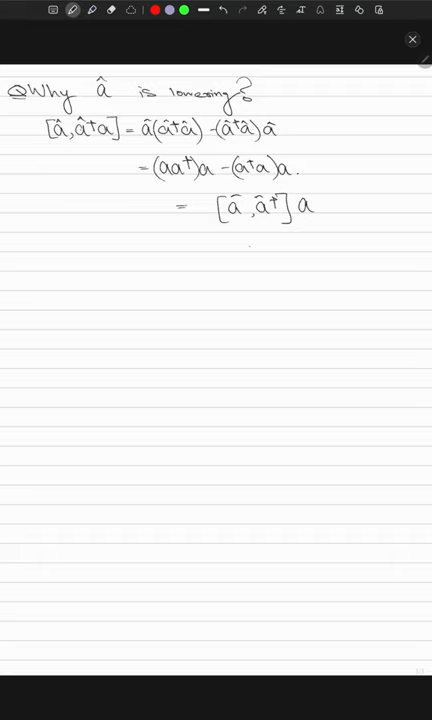 Q Why â is lowering?
[â, â†â] = â(â†â) - (â†â)â
= (aa†)a - (a†a)a.
= [â, â†] a